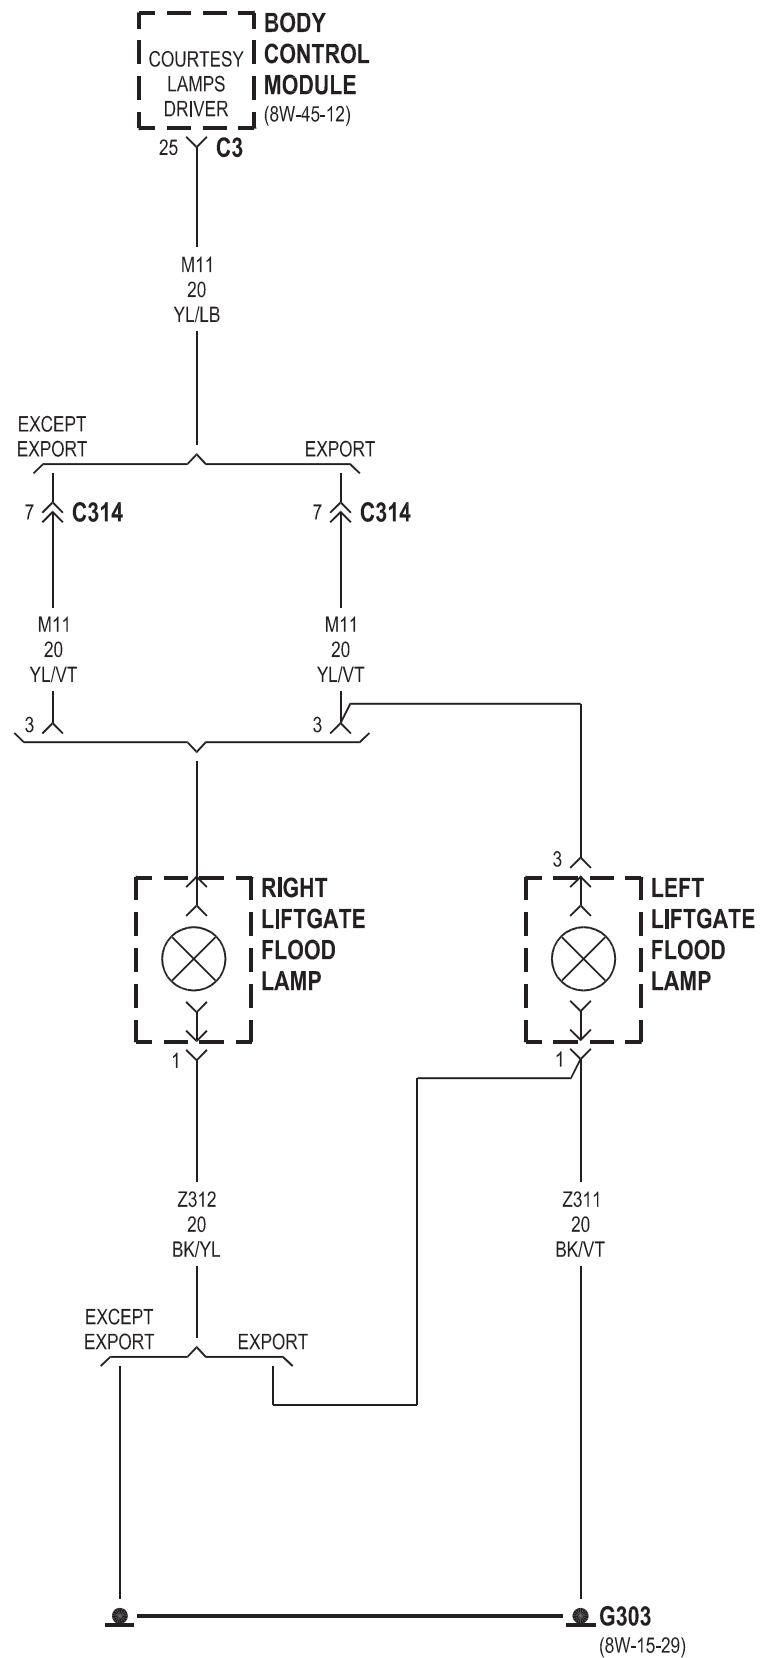 BODY
CONTROL
MODULE
(8W-45-12)
COURTESY
LAMPS
DRIVER
25 C3
M11
20
YL/LB
EXCEPT
EXPORT
EXPORT
7 C314
7 C314
M11
20
YL/VT
M11
20
YL/VT
3
3
3
RIGHT
LIFTGATE
FLOOD
LAMP
LEFT
LIFTGATE
FLOOD
LAMP
1
1
Z312
20
BK/YL
Z311
20
BK/VT
EXCEPT
EXPORT
EXPORT
G303
(8W-15-29)